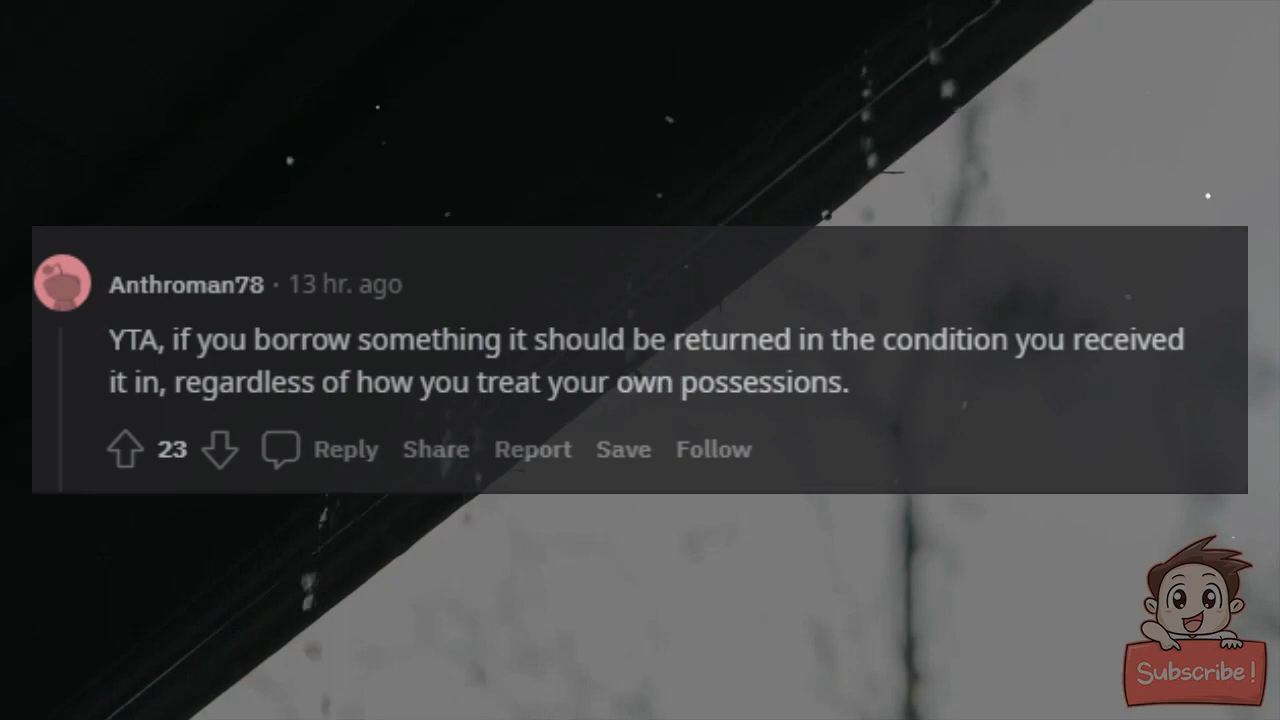 Anthroman78 · 13 hr. ago
YTA, if you borrow something it should be returned in the condition you received
it in, regardless of how you treat your own possessions.
23 Reply Share Report Save Follow
Subscribe!